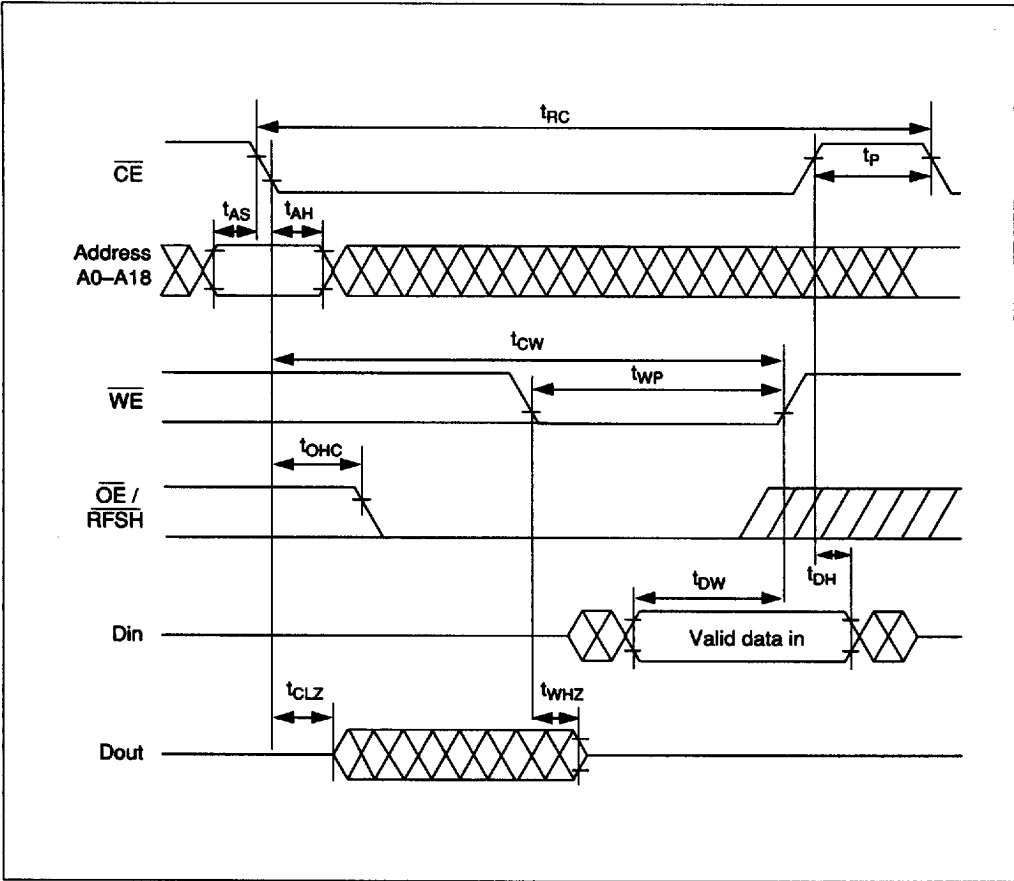 tRC
CE
tP
tAS
tAH
Address
A0–A18
tCW
tWP
WE
tOHC
OE /
RFSH
tDH
tDW
Din
Valid data in
tCLZ
tWHZ
Dout